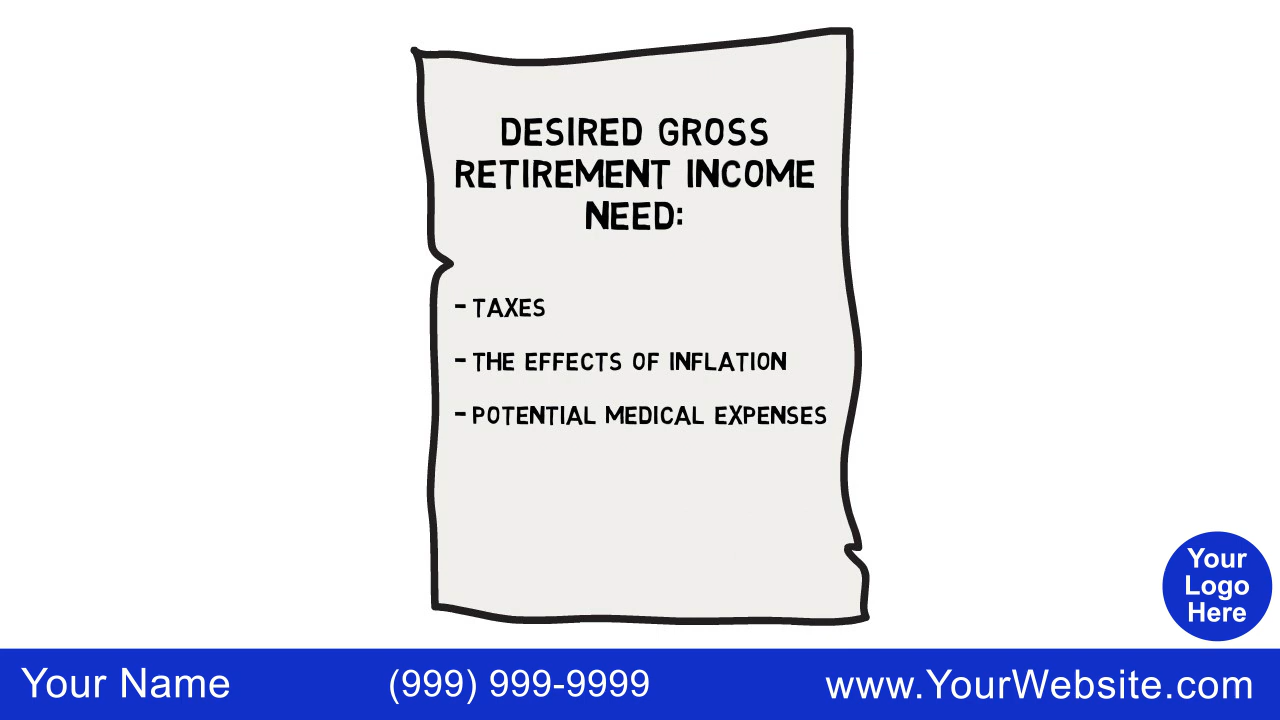 DESIRED GROSS
RETIREMENT INCOME
NEED:
- TAXES
- THE EFFECTS OF INFLATION
- POTENTIAL MEDICAL EXPENSES
Your
Logo
Here
Your Name (999) 999-9999 www.YourWebsite.com